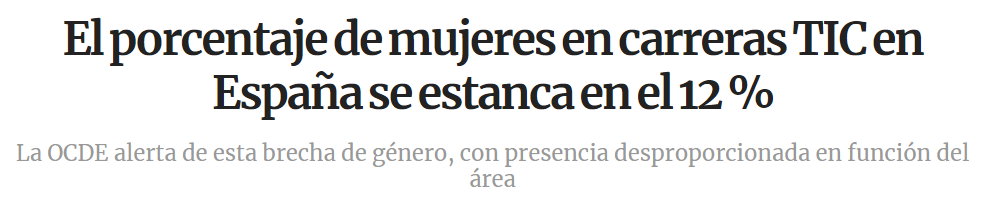 El porcentaje de mujeres en carreras TIC en
España se estanca en el 12 %
La OCDE alerta de esta brecha de género, con presencia desproporcionada en función del
área